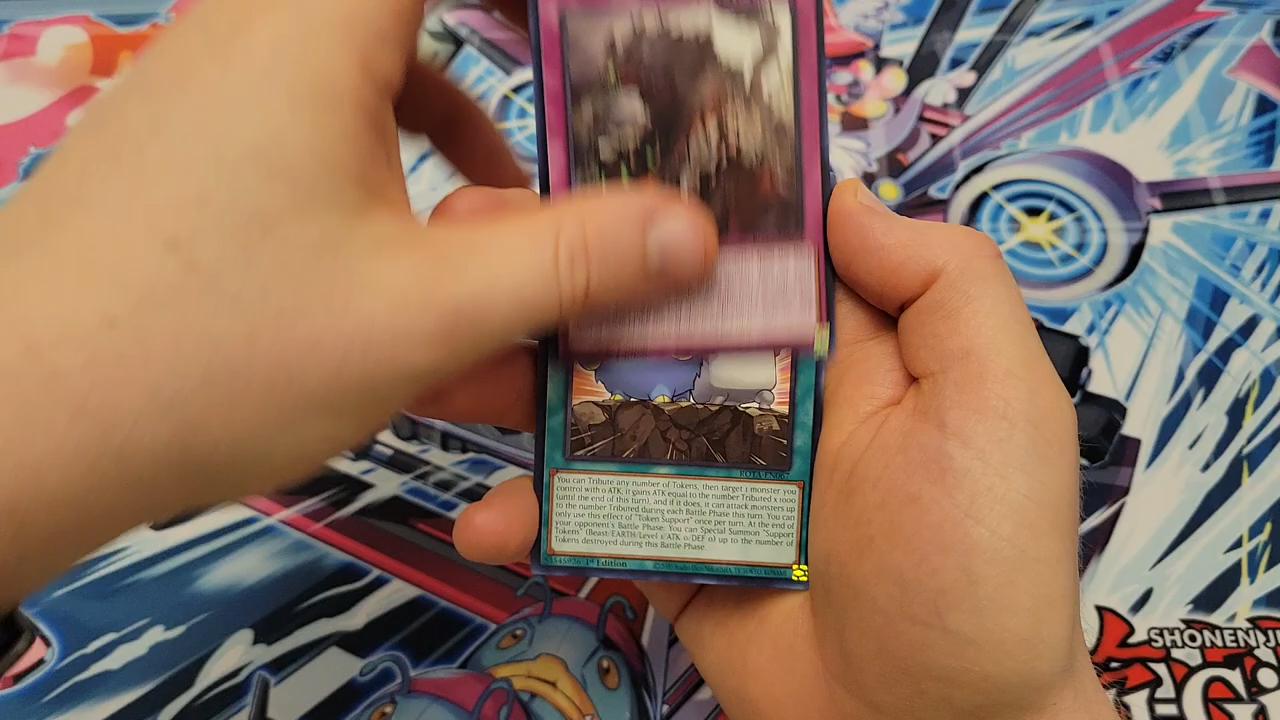 ROTA-EN067
You can Tribute any number of Tokens, then target 1 monster you
control with 0 ATK; it gains ATK equal to the number Tributed x 1000
(until the end of this turn), and if it does, it can attack monsters up
to the number Tributed during each Battle Phase this turn. You can
only use this effect of "Token Support" once per turn. At the end of
your opponent's Battle Phase: You can Special Summon "Support
Tokens" (Beast/EARTH/Level 1/ATK 0/DEF 0) up to the number of
Tokens destroyed during this Battle Phase.
1st Edition
SHONEN